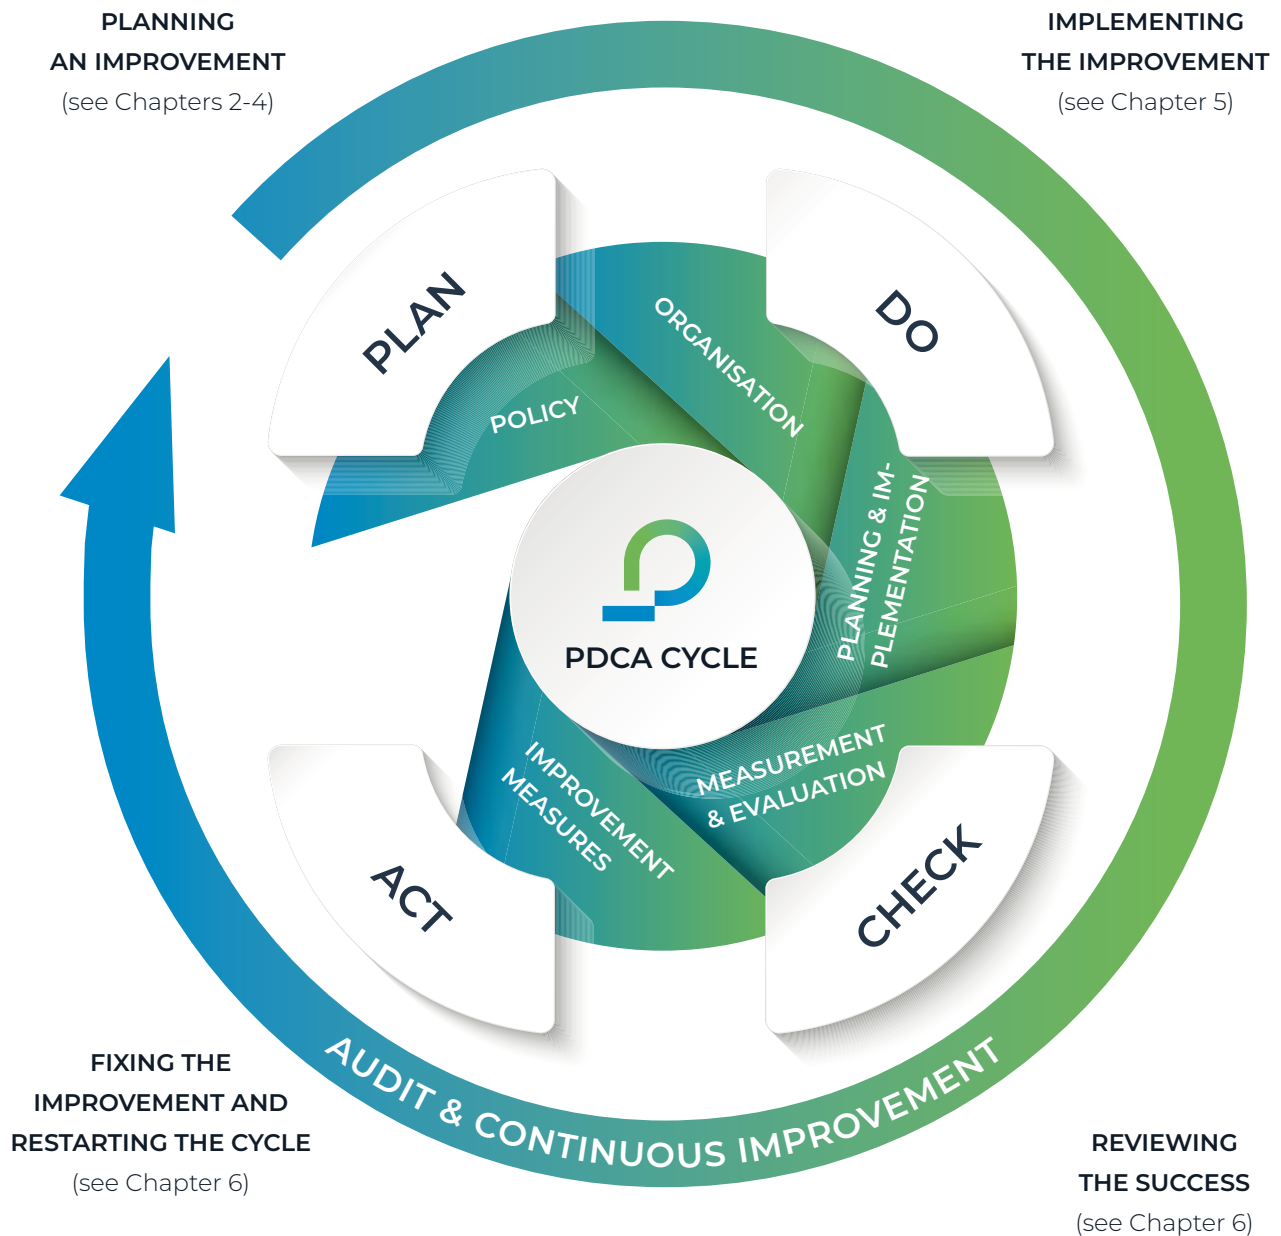 PLANNING
AN IMPROVEMENT
(see Chapters 2-4)
IMPLEMENTING
THE IMPROVEMENT
(see Chapter 5)
PLAN
DO
POLICY
ORGANISATION
PLANNING & IM-
PLEMENTATION
PDCA CYCLE
MEASUREMENT
& EVALUATION
IMPROVEMENT
MEASURES
ACT
CHECK
AUDIT & CONTINUOUS IMPROVEMENT
FIXING THE
IMPROVEMENT AND
RESTARTING THE CYCLE
(see Chapter 6)
REVIEWING
THE SUCCESS
(see Chapter 6)